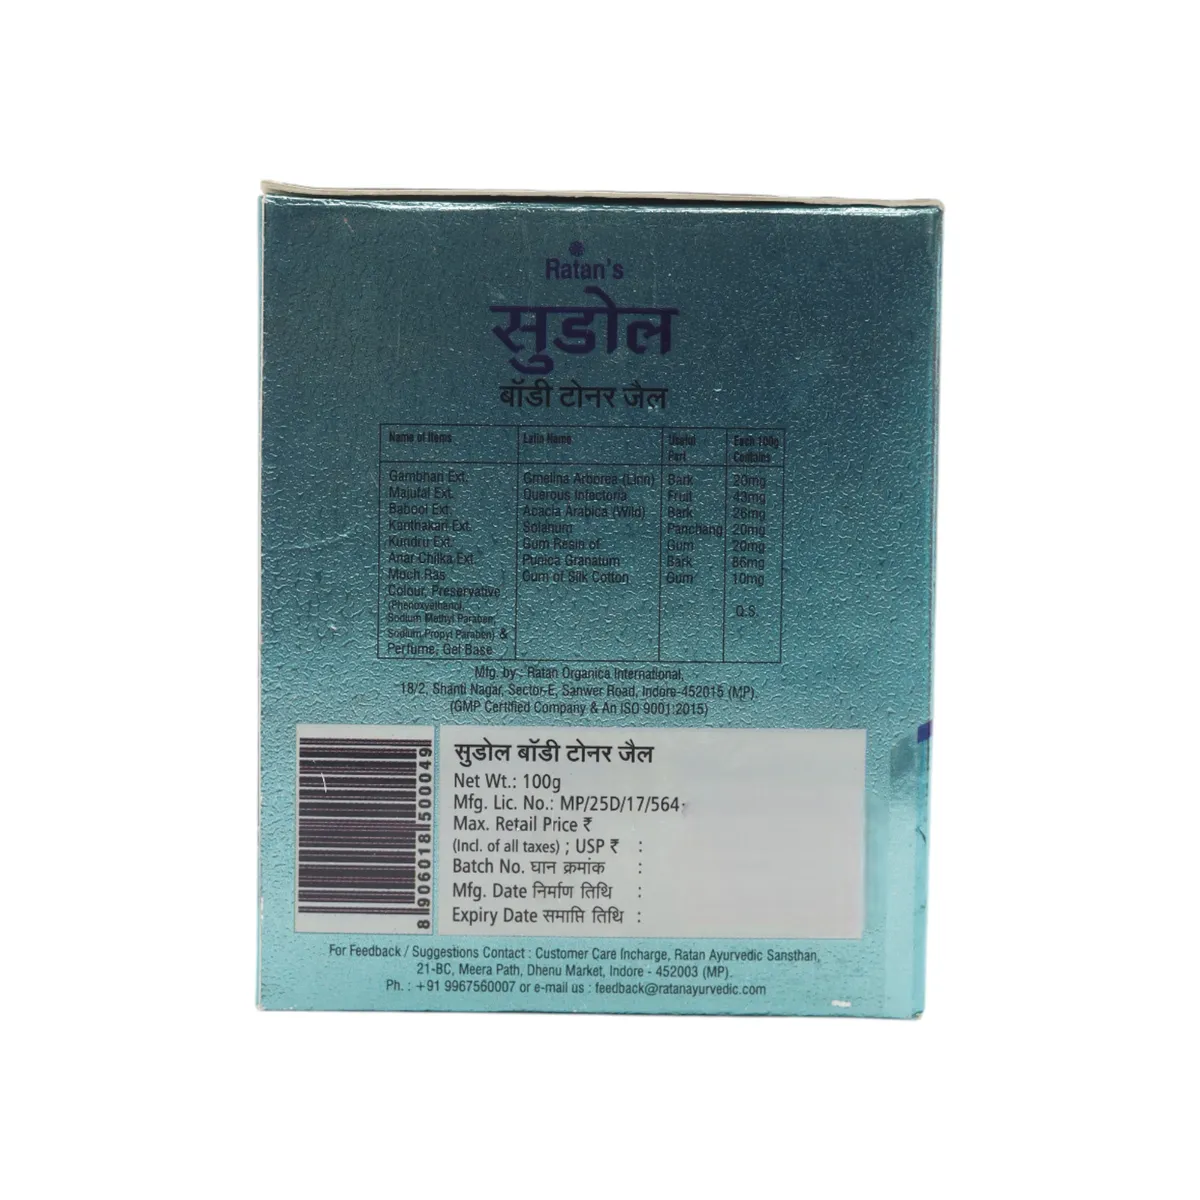 Ratan's
सुडोल
बॉडी टोनर जैल
Name of Items Latin Name Useful Part Each 100g Contains
Gambhari Ext. Gmelina Arborea (Linn) Bark 20mg
Majufal Ext. Querous Infectoria Fruit 43mg
Babool Ext. Acacia Arabica (Wild) Bark 26mg
Kanthakari Ext. Solanum Panchang 20mg
Kundru Ext. Gum Resin of Gum 20mg
Anar Chilka Ext. Punica Granatum Bark 86mg
Moch Ras Gum of Silk Cotton Gum 10mg
Colour, Preservative
(Phenoxyethanol, Q.S.
Sodium Methyl Paraben,
Sodium Propyl Paraben) &
Perfume, Gel Base
Mfg. by : Ratan Organica International,
18/2, Shanti Nagar, Sector-E, Sanwer Road, Indore-452015 (MP).
(GMP Certified Company & An ISO 9001:2015)
8906018500049
सुडोल बॉडी टोनर जैल
Net Wt.: 100g
Mfg. Lic. No.: MP/25D/17/564
Max. Retail Price ₹
(Incl. of all taxes) ; USP ₹ :
Batch No. घान क्रमांक :
Mfg. Date निर्माण तिथि :
Expiry Date समाप्ति तिथि :
For Feedback / Suggestions Contact : Customer Care Incharge, Ratan Ayurvedic Sansthan,
21-BC, Meera Path, Dhenu Market, Indore - 452003 (MP).
Ph. : +91 9967560007 or e-mail us : feedback@ratanayurvedic.com